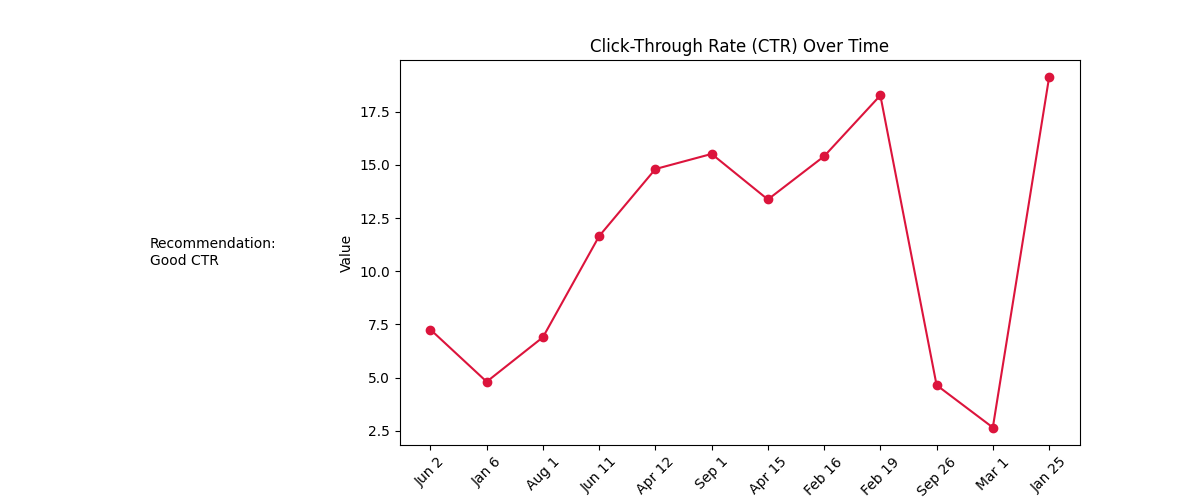 Click-Through Rate (CTR) Over Time
Recommendation:
Good CTR
Value
17.5
15.0
12.5
10.0
7.5
5.0
2.5
Jun 2
Jan 6
Aug 1
Jun 11
Apr 12
Sep 1
Apr 15
Feb 16
Feb 19
Sep 26
Mar 1
Jan 25